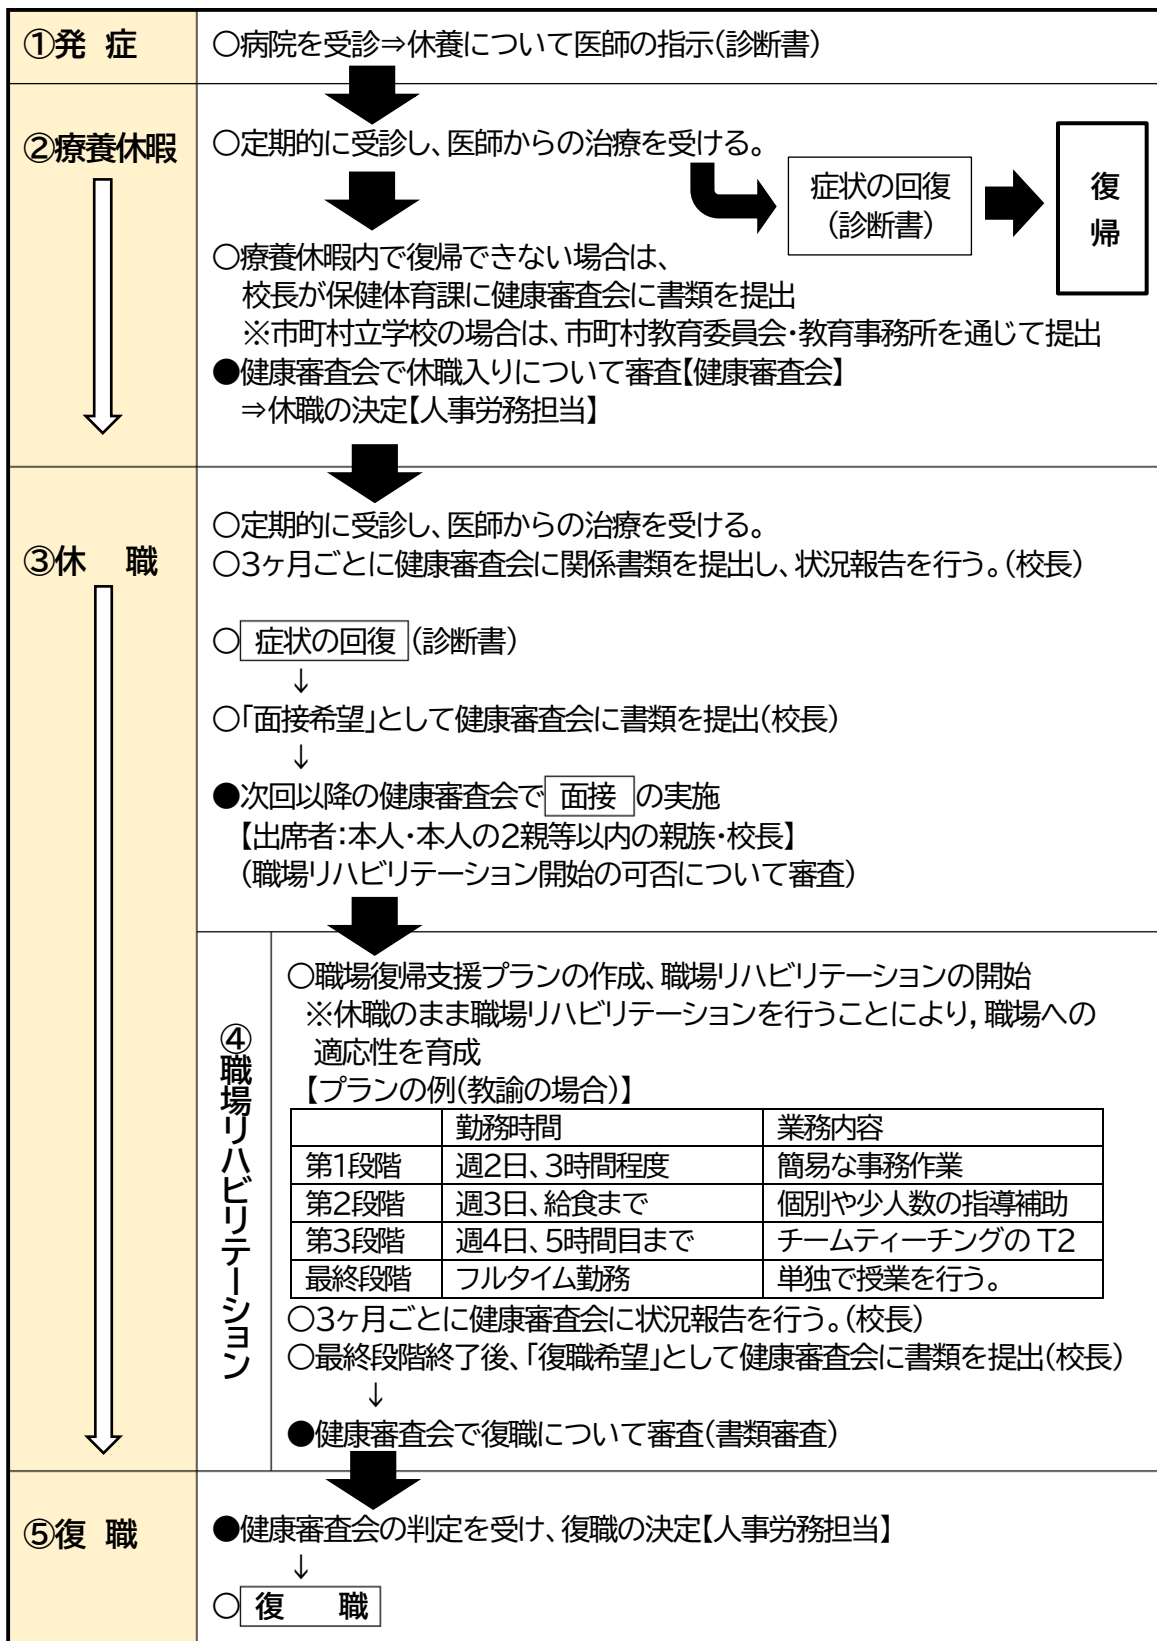 ①発 症
○病院を受診⇒休養について医師の指示(診断書)
②療養休暇
○定期的に受診し、医師からの治療を受ける。
症状の回復
(診断書)
復
帰
○療養休暇内で復帰できない場合は、
校長が保健体育課に健康審査会に書類を提出
※市町村立学校の場合は、市町村教育委員会・教育事務所を通じて提出
●健康審査会で休職入りについて審査【健康審査会】
⇒休職の決定【人事労務担当】
③休 職
○定期的に受診し、医師からの治療を受ける。
○3ヶ月ごとに健康審査会に関係書類を提出し、状況報告を行う。(校長)
○症状の回復(診断書)
↓
○「面接希望」として健康審査会に書類を提出(校長)
↓
●次回以降の健康審査会で 面接 の実施
【出席者:本人・本人の2親等以内の親族・校長】
(職場リハビリテーション開始の可否について審査)
④職場リハビリテーション
○職場復帰支援プランの作成、職場リハビリテーションの開始
※休職のまま職場リハビリテーションを行うことにより,職場への
適応性を育成
【プランの例(教諭の場合)】
勤務時間 業務内容
第1段階 週2日、3時間程度 簡易な事務作業
第2段階 週3日、給食まで 個別や少人数の指導補助
第3段階 週4日、5時間目まで チームティーチングの T2
最終段階 フルタイム勤務 単独で授業を行う。
○3ヶ月ごとに健康審査会に状況報告を行う。(校長)
○最終段階終了後、「復職希望」として健康審査会に書類を提出(校長)
↓
●健康審査会で復職について審査(書類審査)
⑤復 職
●健康審査会の判定を受け、復職の決定【人事労務担当】
↓
○復 職